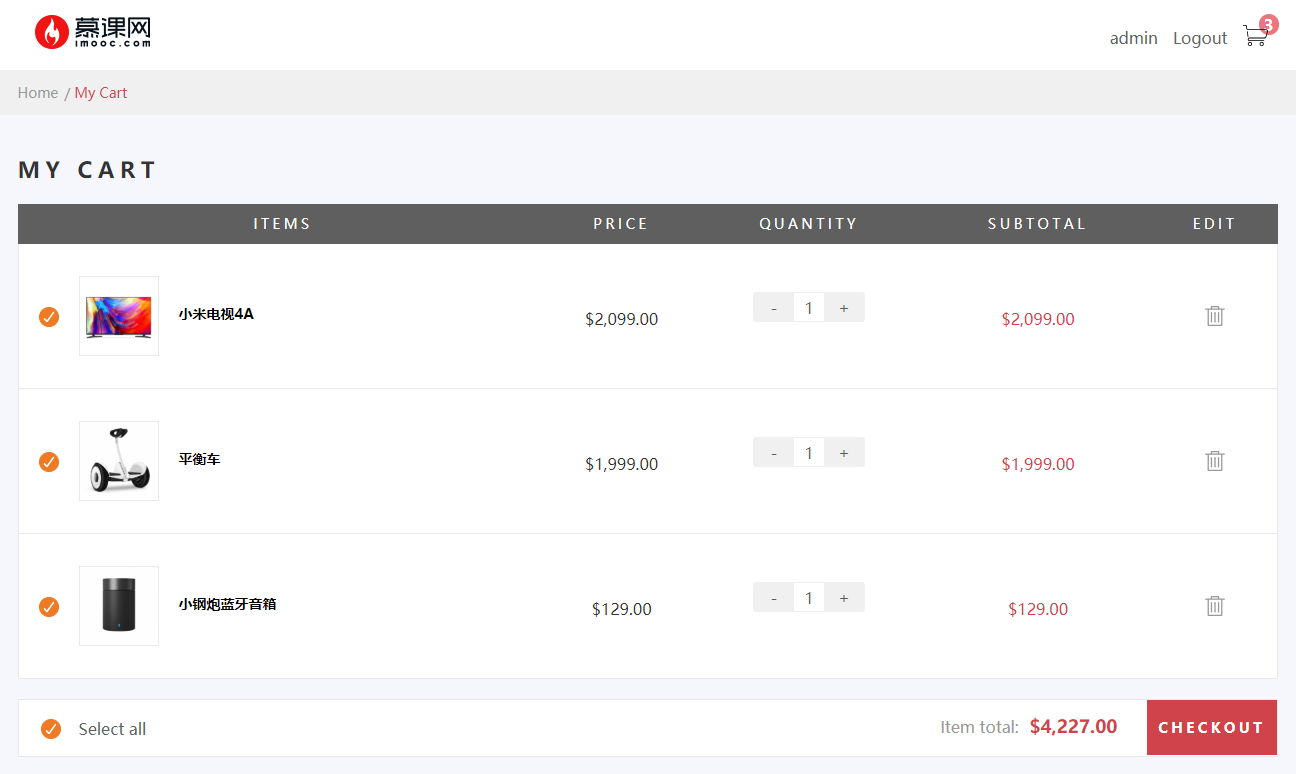 慕课网
imooc.com
admin Logout 3
Home / My Cart
MY CART
ITEMS PRICE QUANTITY SUBTOTAL EDIT
小米电视4A $2,099.00 - 1 + $2,099.00
平衡车 $1,999.00 - 1 + $1,999.00
小钢炮蓝牙音箱 $129.00 - 1 + $129.00
Select all Item total: $4,227.00 CHECKOUT